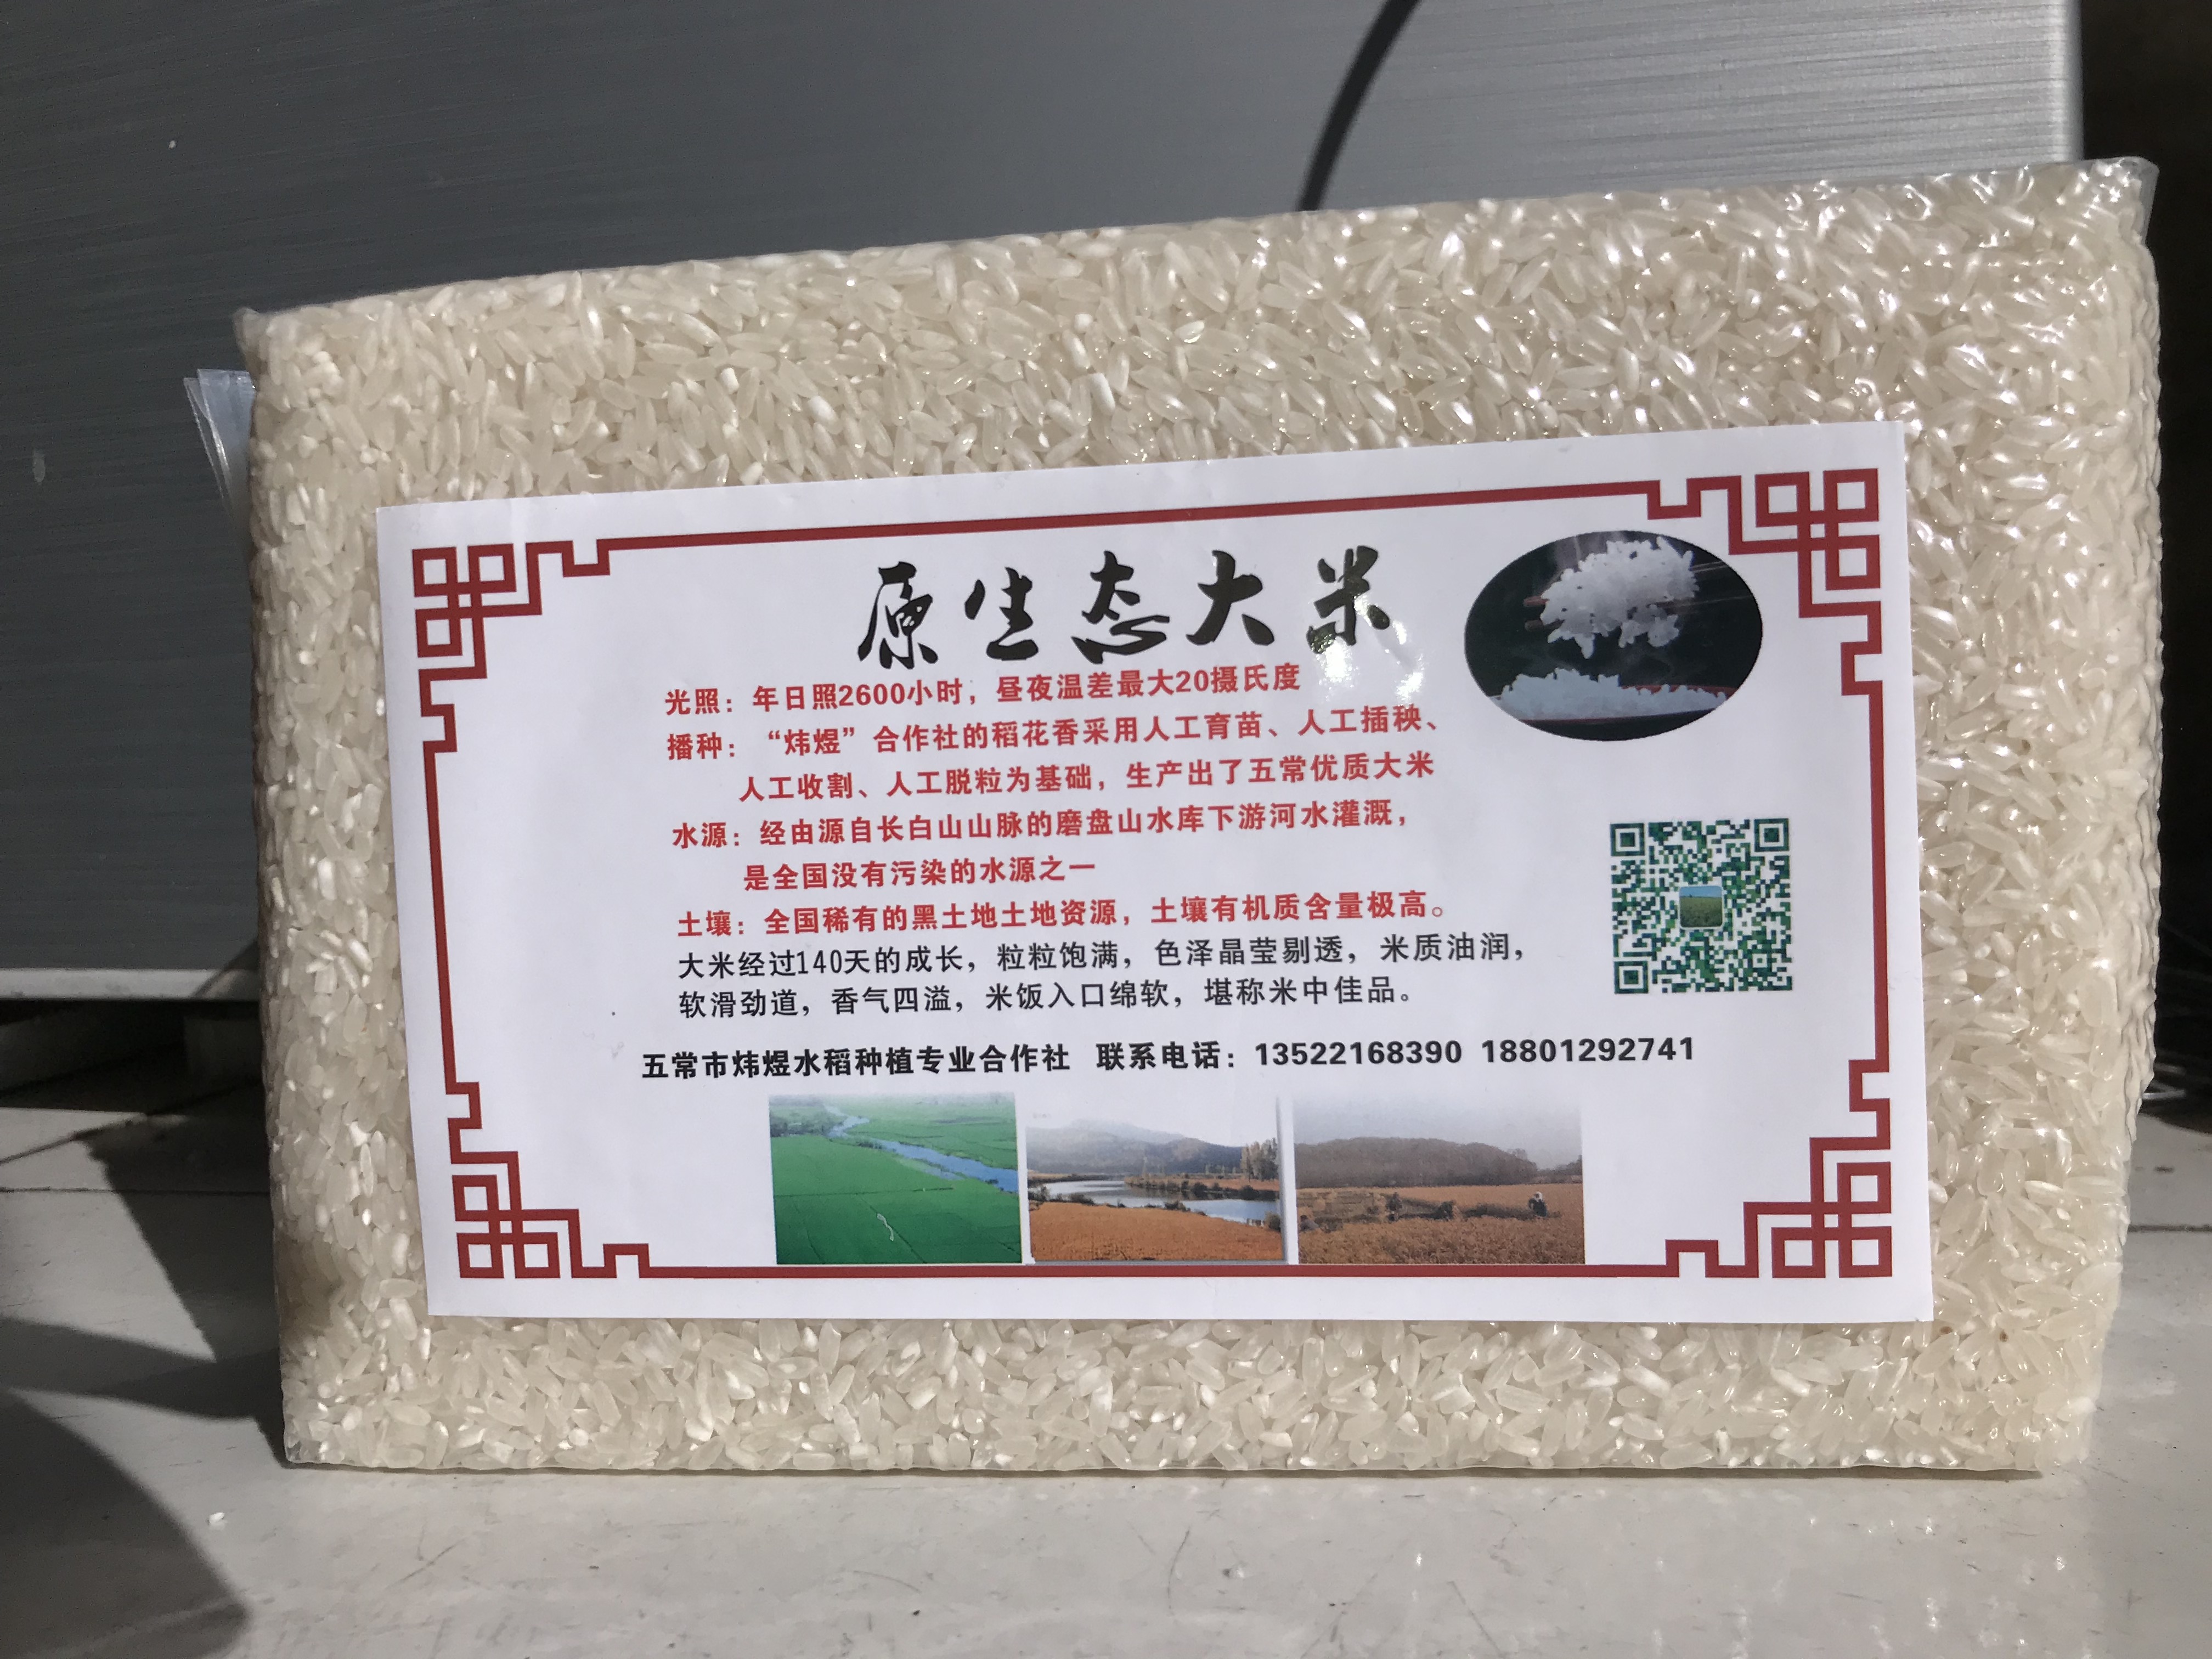 原生态大米
光照：年日照2600小时，昼夜温差最大20摄氏度
播种：“炜煜”合作社的稻花香采用人工育苗、人工插秧、
人工收割、人工脱粒为基础，生产出了五常优质大米
水源：经由源自长白山山脉的磨盘山水库下游河水灌溉，
是全国没有污染的水源之一
土壤：全国稀有的黑土地土地资源，土壤有机质含量极高。
大米经过140天的成长，粒粒饱满，色泽晶莹剔透，米质油润，
软滑劲道，香气四溢，米饭入口绵软，堪称米中佳品。
五常市炜煜水稻种植专业合作社 联系电话：13522168390 18801292741